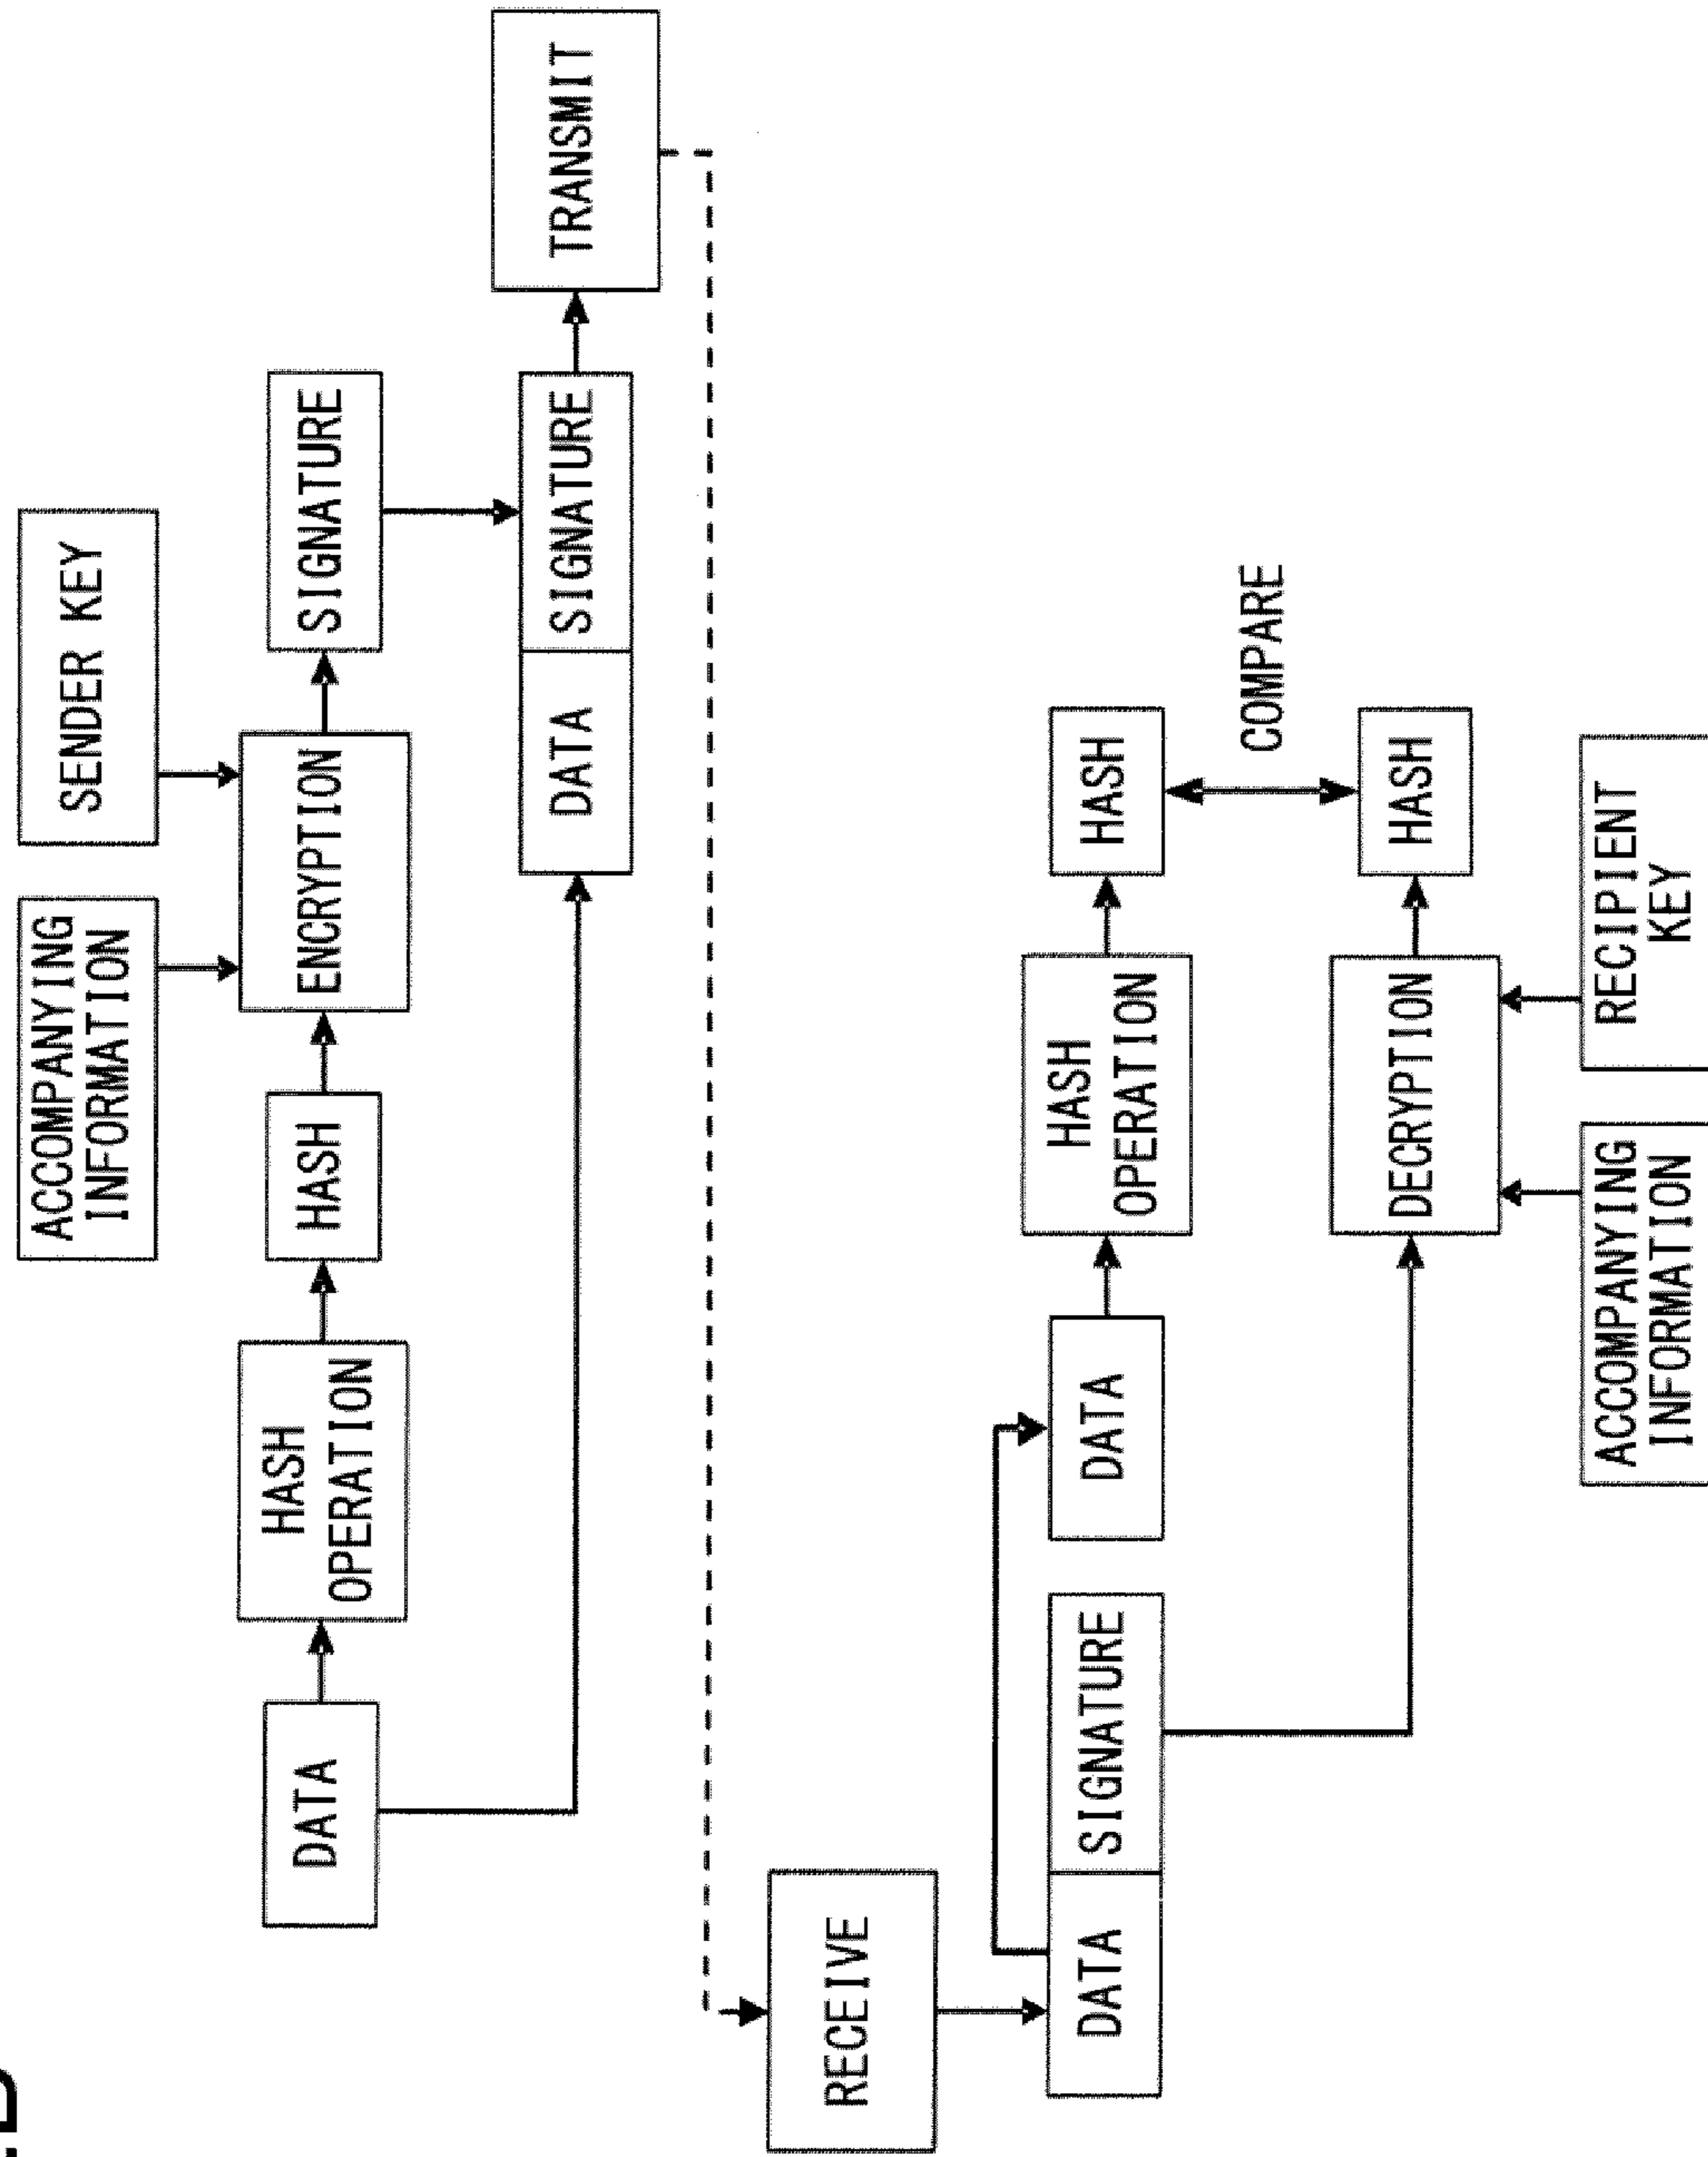 ACCOMPANYING
INFORMATION
SENDER KEY
DATA
HASH
OPERATION
HASH
ENCRYPTION
SIGNATURE
DATA
SIGNATURE
TRANSMIT
RECEIVE
DATA
SIGNATURE
DATA
HASH
OPERATION
HASH
COMPARE
DECRYPTION
HASH
ACCOMPANYING
INFORMATION
RECIPIENT
KEY